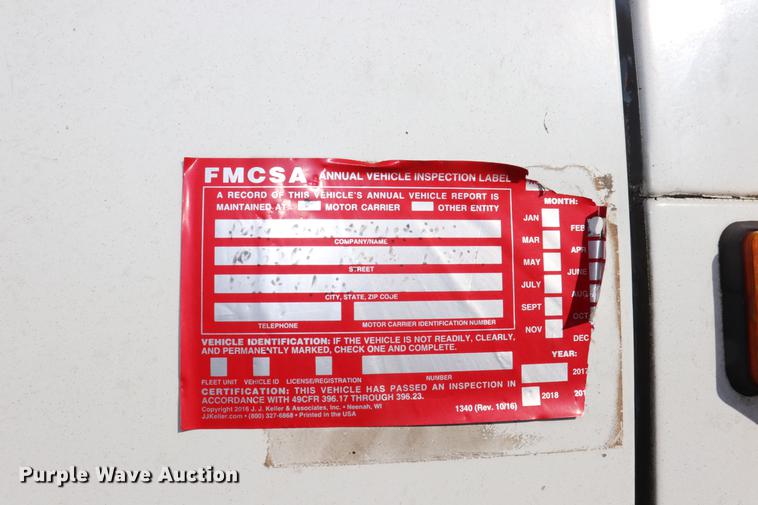 FMCSA ANNUAL VEHICLE INSPECTION LABEL
A RECORD OF THIS VEHICLE'S ANNUAL VEHICLE REPORT IS
MAINTAINED AT: MOTOR CARRIER OTHER ENTITY
COMPANY/NAME
STREET
CITY, STATE, ZIP CODE
TELEPHONE MOTOR CARRIER IDENTIFICATION NUMBER
VEHICLE IDENTIFICATION: IF THE VEHICLE IS NOT READILY, CLEARLY,
AND PERMANENTLY MARKED, CHECK ONE AND COMPLETE.
FLEET UNIT VEHICLE ID LICENSE/REGISTRATION NUMBER
CERTIFICATION: THIS VEHICLE HAS PASSED AN INSPECTION IN
ACCORDANCE WITH 49CFR 396.17 THROUGH 396.23.
Copyright 2016 J. J. Keller & Associates, Inc. • Neenah, WI
JJKeller.com • (800) 327-6868 • Printed in the USA
1340 (Rev. 10/16)
MONTH:
JAN FEB
MAR APR
MAY JUNE
JULY AUG
SEPT OCT
NOV DEC
YEAR:
2017
2018 201
Purple Wave Auction